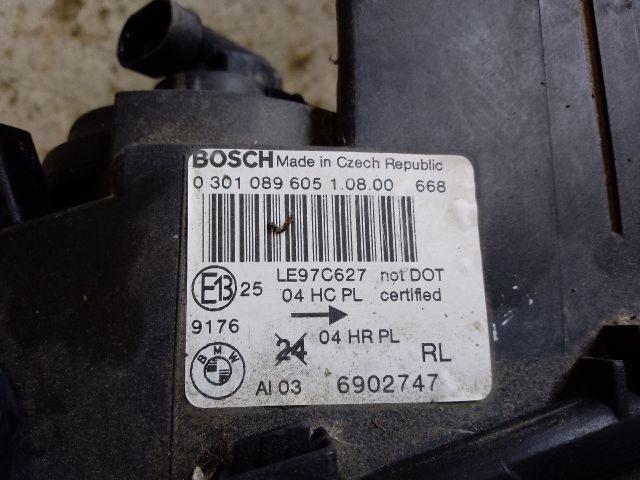 BOSCH Made in Czech Republic
0 301 089 605 1.08.00 668
E13 25 LE97C627 not DOT
04 HC PL certified
9176
04 HR PL
24
BMW
RL
AI 03 6902747